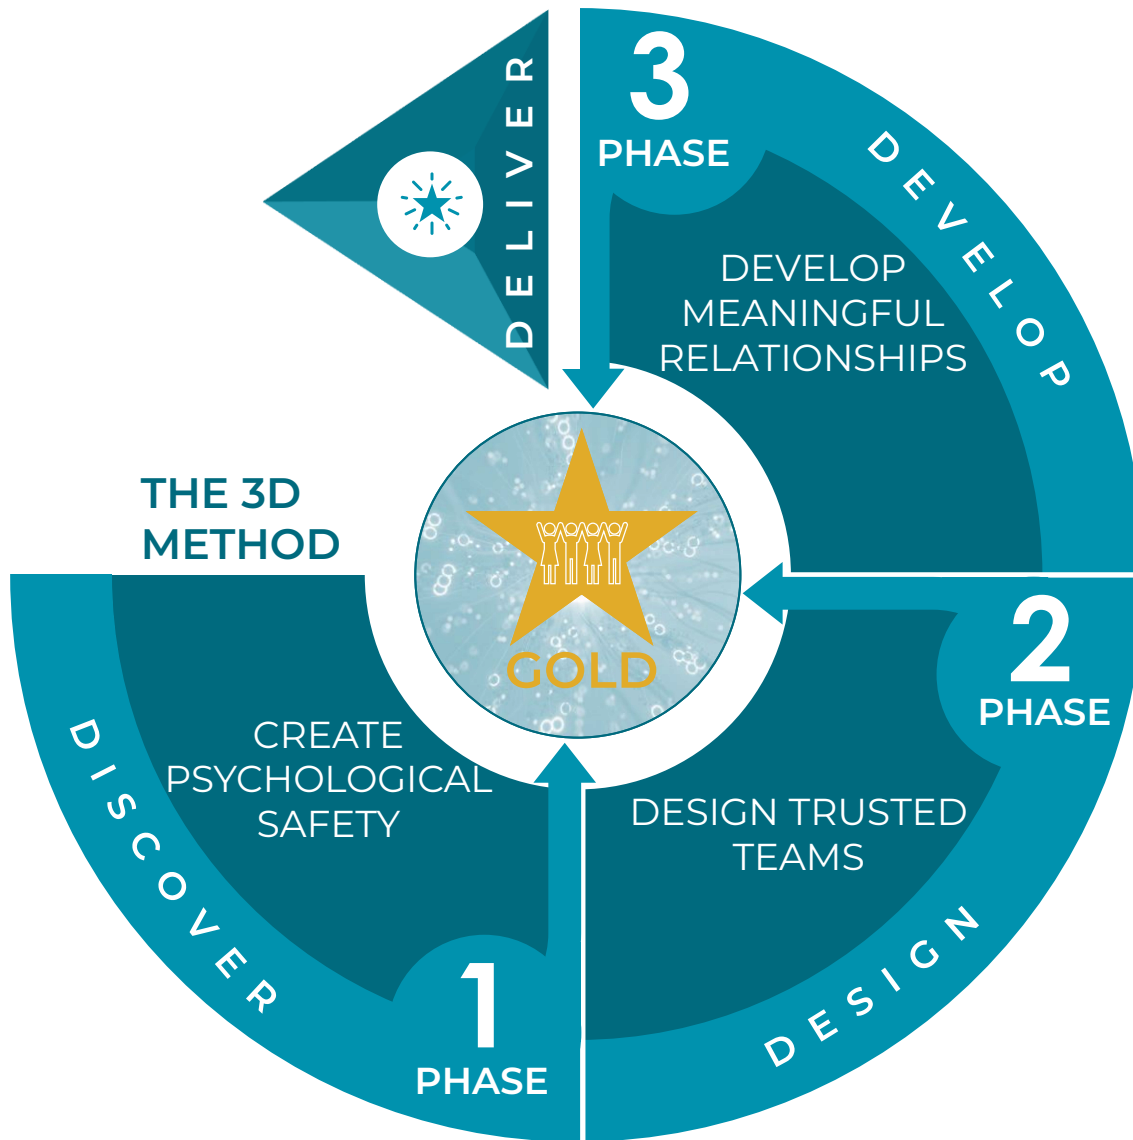 THE 3D
METHOD
DISCOVER
CREATE
PSYCHOLOGICAL
SAFETY
1
PHASE
DESIGN
DESIGN TRUSTED
TEAMS
2
PHASE
DEVELOP
DEVELOP
MEANINGFUL
RELATIONSHIPS
3
PHASE
DELIVER
GOLD